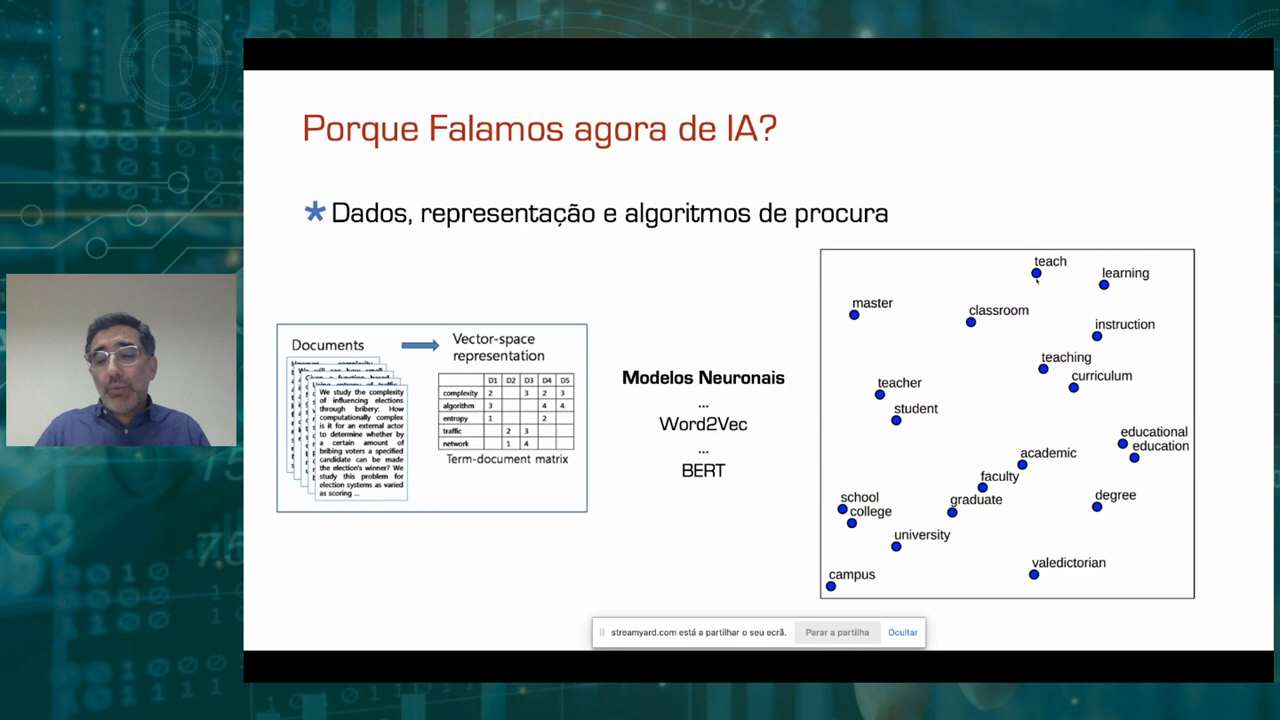 Porque Falamos agora de IA?
* Dados, representação e algoritmos de procura
Documents
Vector-space
representation
We study the complexity
of influencing elections
through bribery: How
computationally complex
is it for an external actor
to determine whether by
a certain amount of
bribing voters a specified
candidate can be made
the election's winner? We
study this problem for
election systems as varied
as scoring ...
D1 D2 D3 D4 D5
complexity 2 3 2 3
algorithm 3 4 4
entropy 1 2
traffic 2 3
network 1 4
Term-document matrix
Modelos Neuronais
...
Word2Vec
...
BERT
teach
learning
master
classroom
instruction
teaching
curriculum
teacher
student
educational
education
academic
faculty
degree
school
graduate
college
university
valedictorian
campus
streamyard.com está a partilhar o seu ecrã. Parar a partilha Ocultar